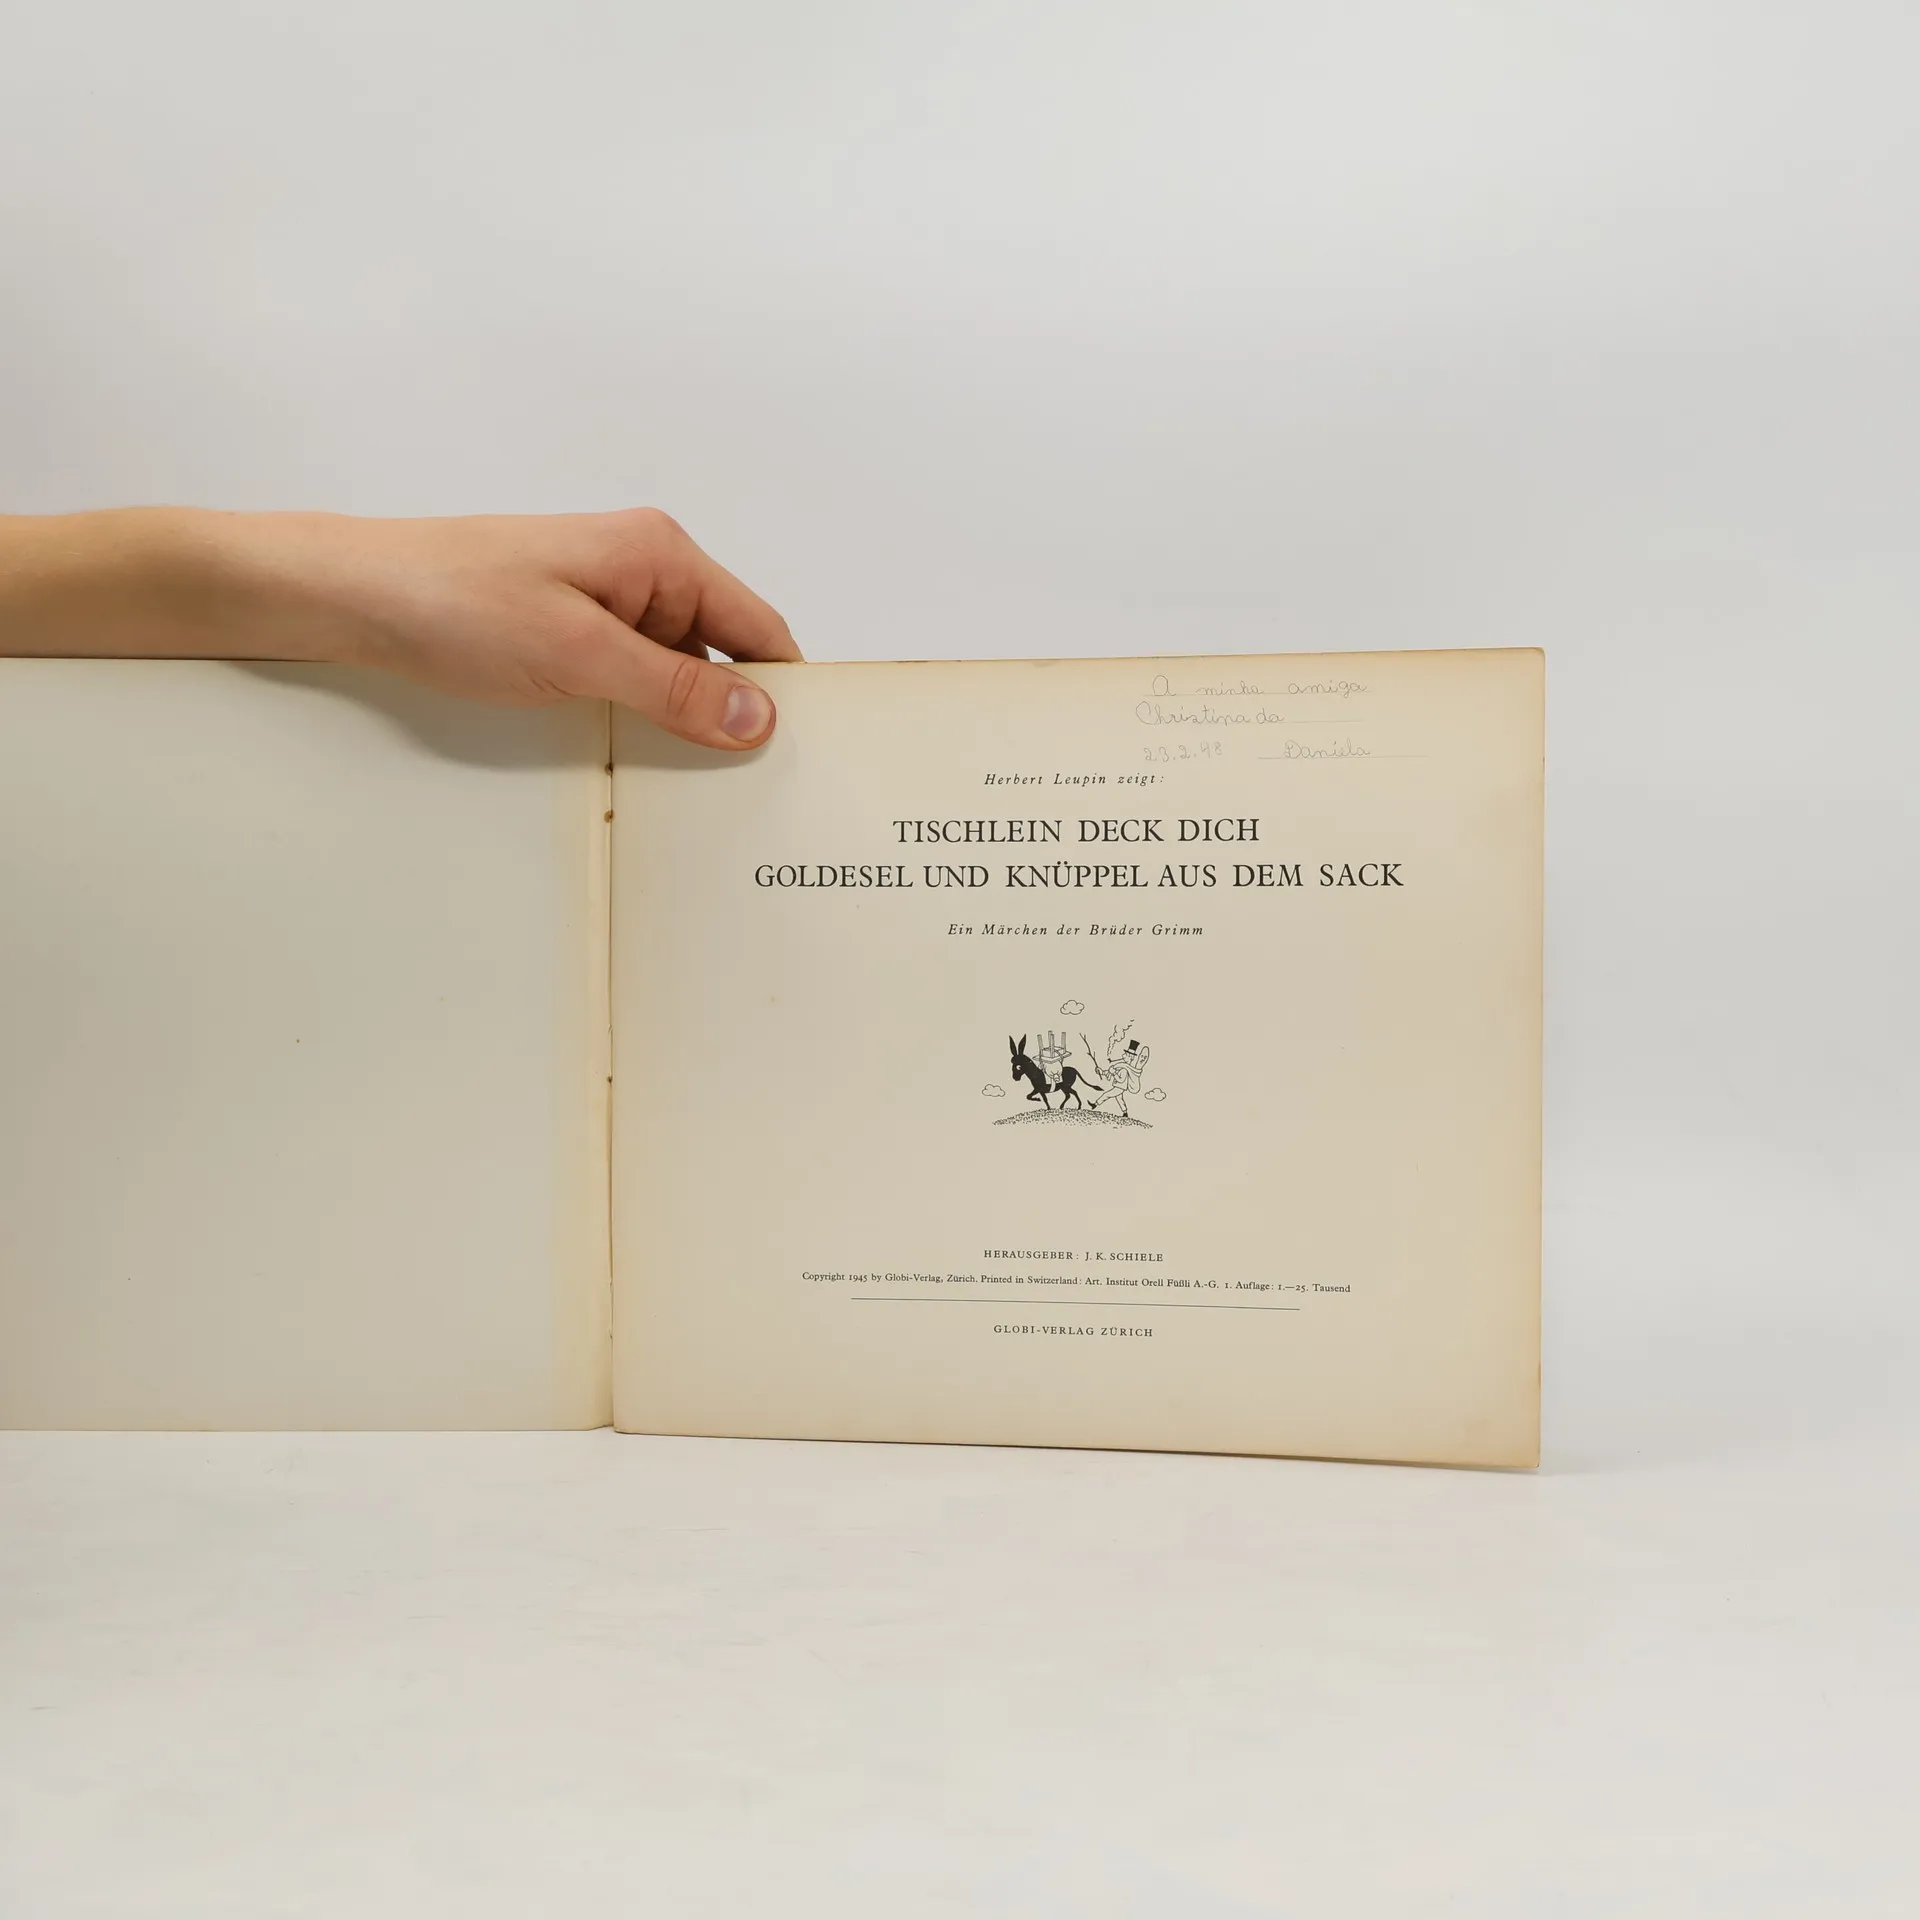 A minha amiga
Christina da
23.2.48 Daniela
Herbert Leupin zeigt:
TISCHLEIN DECK DICH
GOLDESEL UND KNÜPPEL AUS DEM SACK
Ein Märchen der Brüder Grimm
HERAUSGEBER: J. K. SCHIELE
Copyright 1945 by Globi-Verlag, Zürich. Printed in Switzerland: Art. Institut Orell Füßli A.-G. 1. Auflage: 1.—25. Tausend
GLOBI-VERLAG ZÜRICH